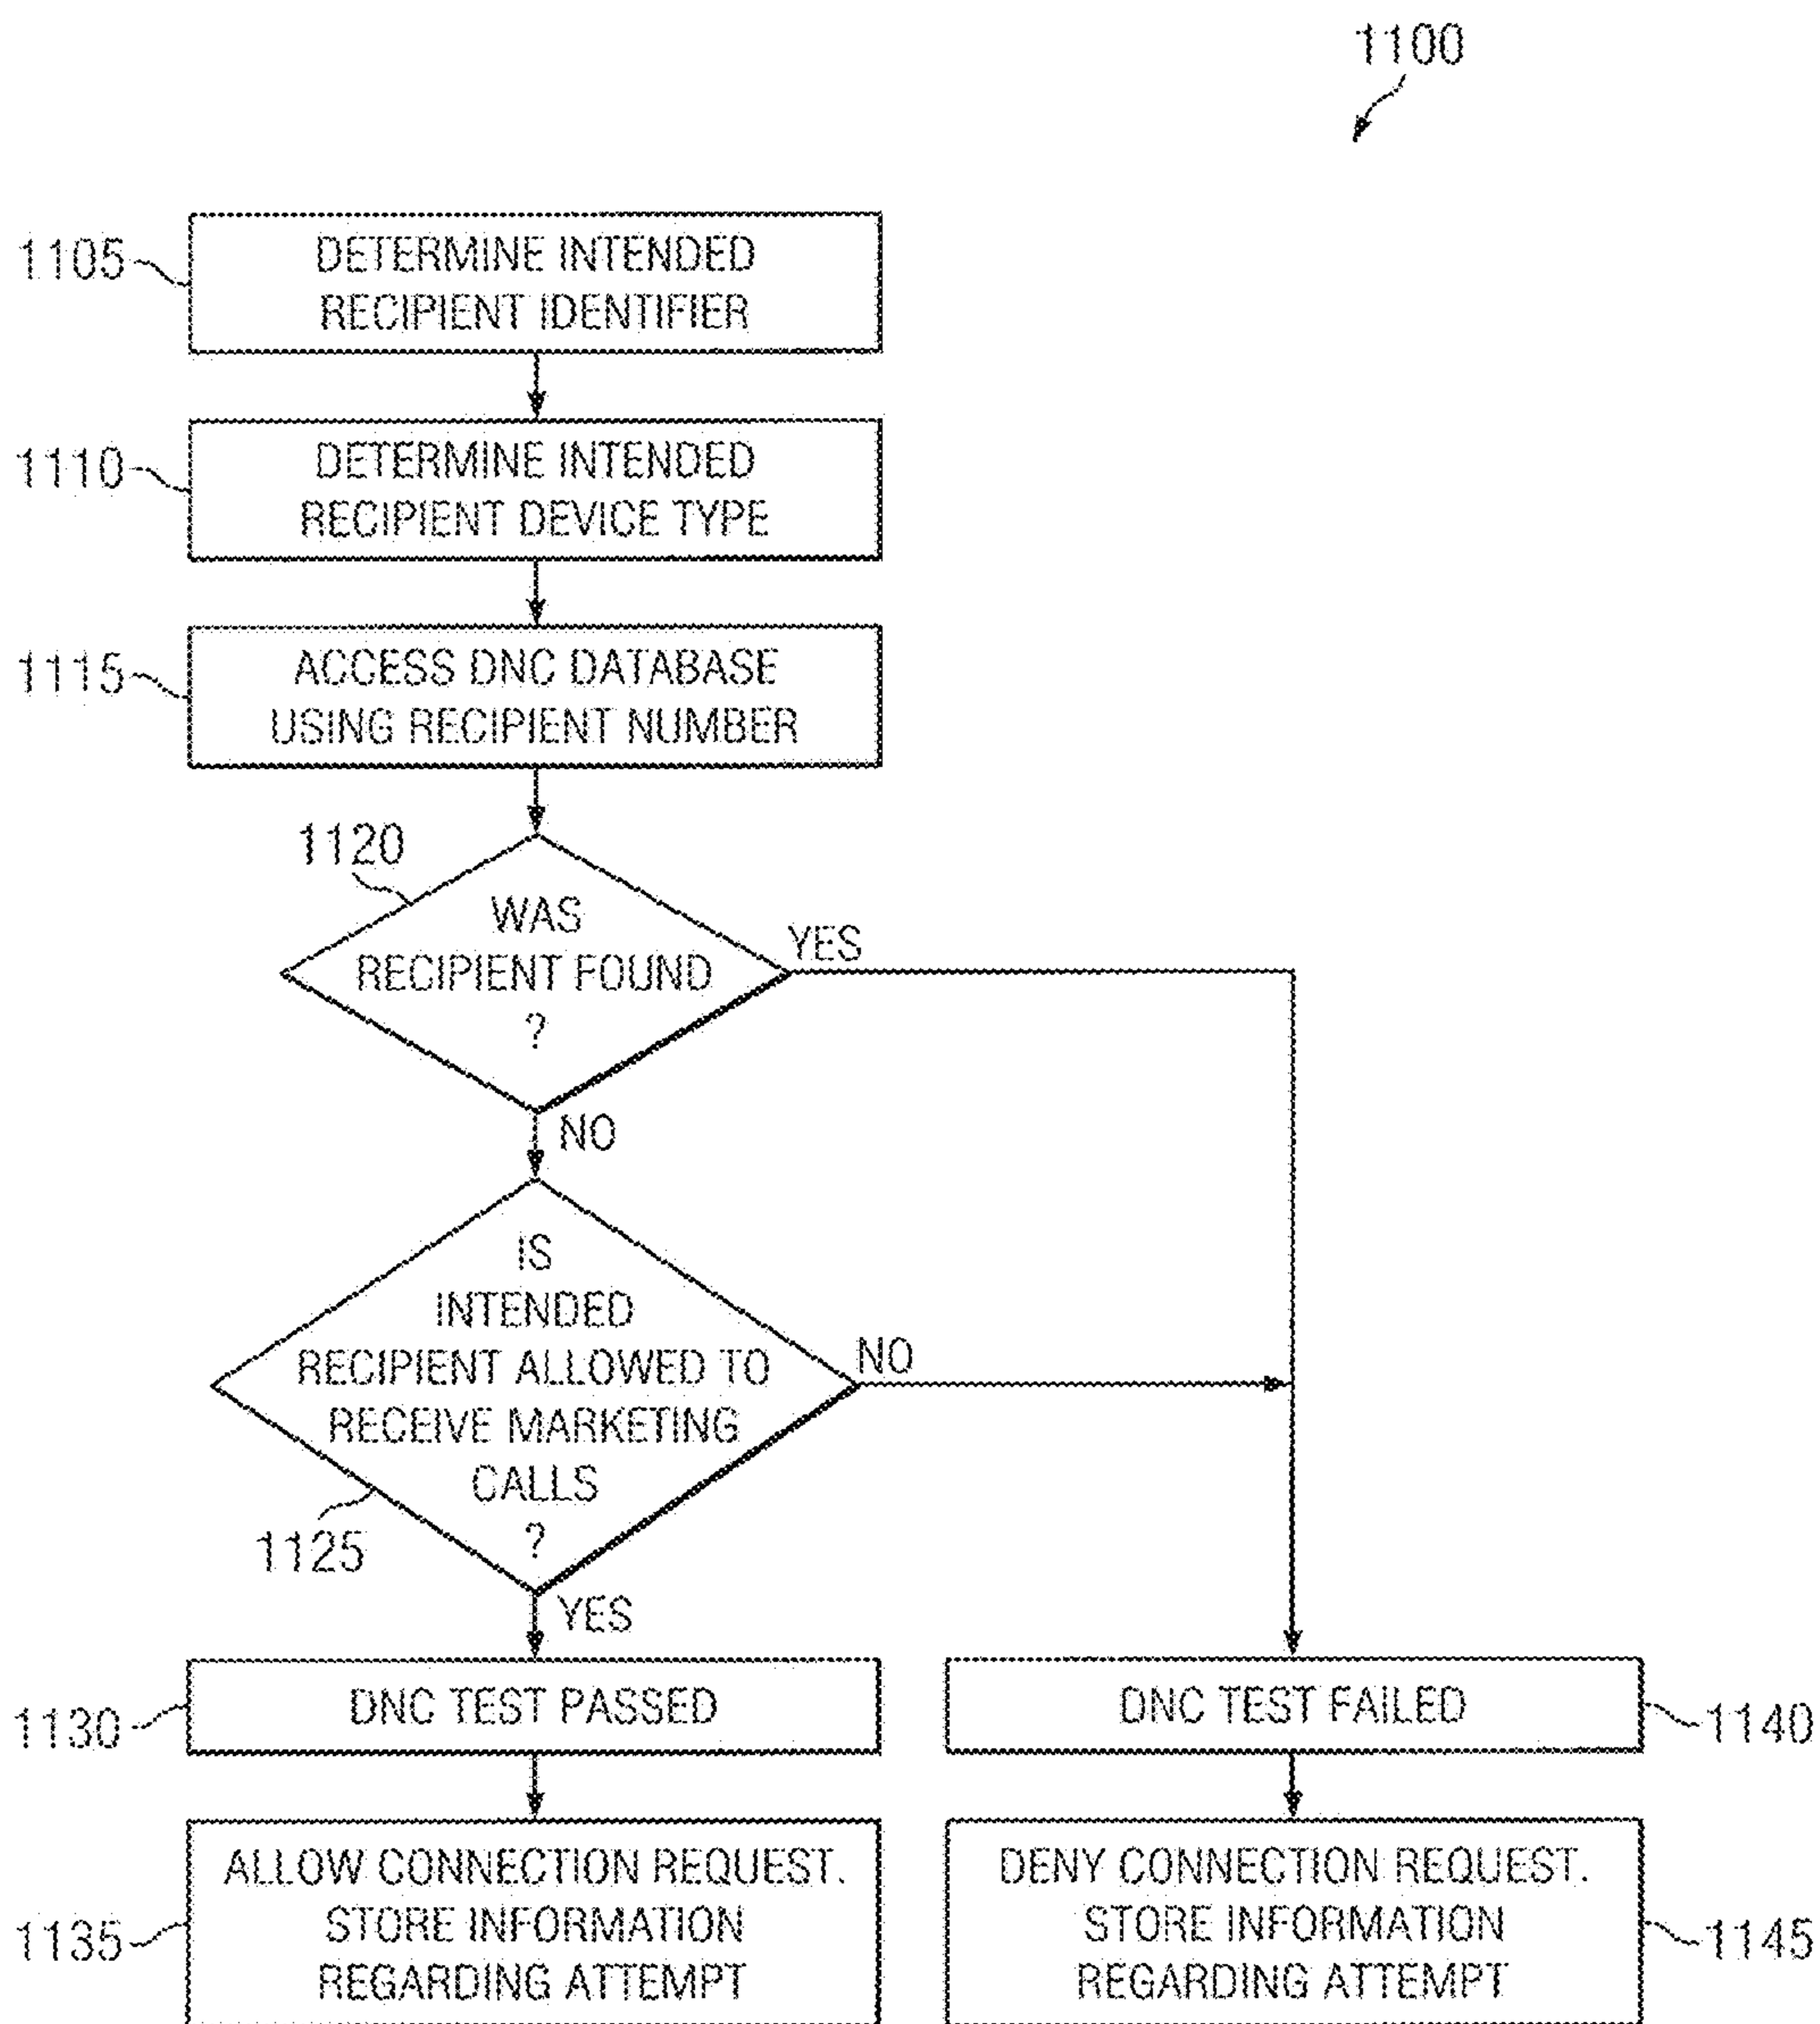 1100
1105
DETERMINE INTENDED
RECIPIENT IDENTIFIER
1110
DETERMINE INTENDED
RECIPIENT DEVICE TYPE
1115
ACCESS DNC DATABASE
USING RECIPIENT NUMBER
1120
WAS
RECIPIENT FOUND
?
YES
NO
IS
INTENDED
RECIPIENT ALLOWED TO
RECEIVE MARKETING
CALLS
?
NO
1125
YES
1130
DNC TEST PASSED
DNC TEST FAILED
1140
1135
ALLOW CONNECTION REQUEST.
STORE INFORMATION
REGARDING ATTEMPT
DENY CONNECTION REQUEST.
STORE INFORMATION
REGARDING ATTEMPT
1145